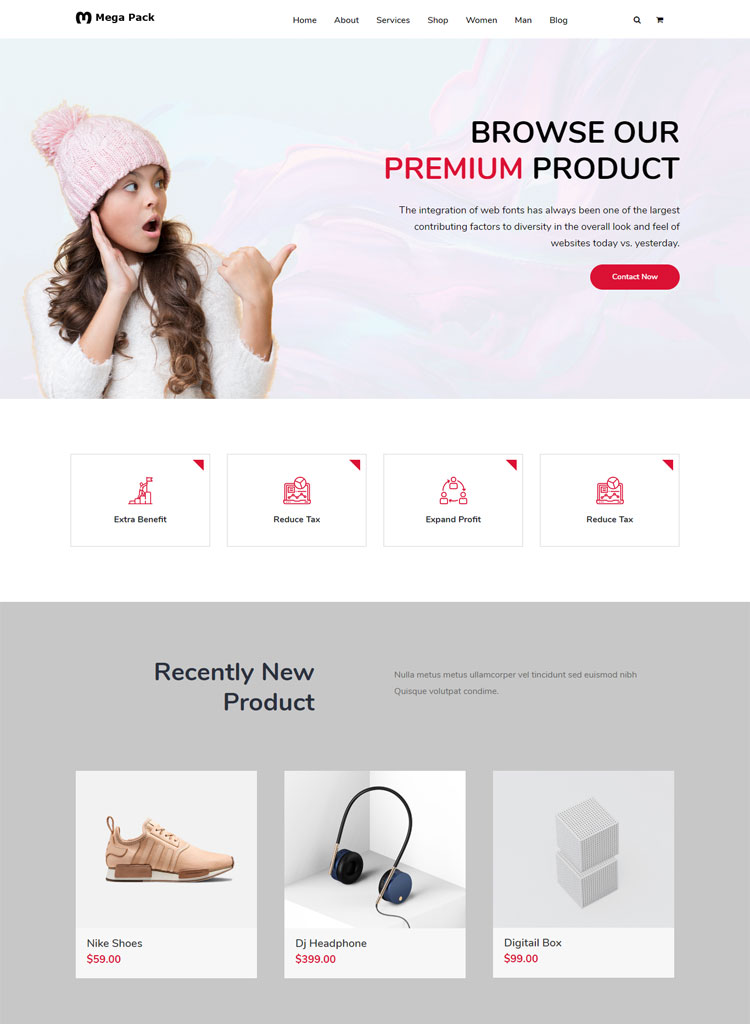 Mega Pack
Home About Services Shop Women Man Blog
BROWSE OUR
PREMIUM PRODUCT
The integration of web fonts has always been one of the largest
contributing factors to diversity in the overall look and feel of
websites today vs. yesterday.
Contact Now
Extra Benefit
Reduce Tax
Expand Profit
Reduce Tax
Recently New
Product
Nulla metus metus ullamcorper vel tincidunt sed euismod nibh
Quisque volutpat condime.
Nike Shoes
$59.00
Dj Headphone
$399.00
Digitail Box
$99.00